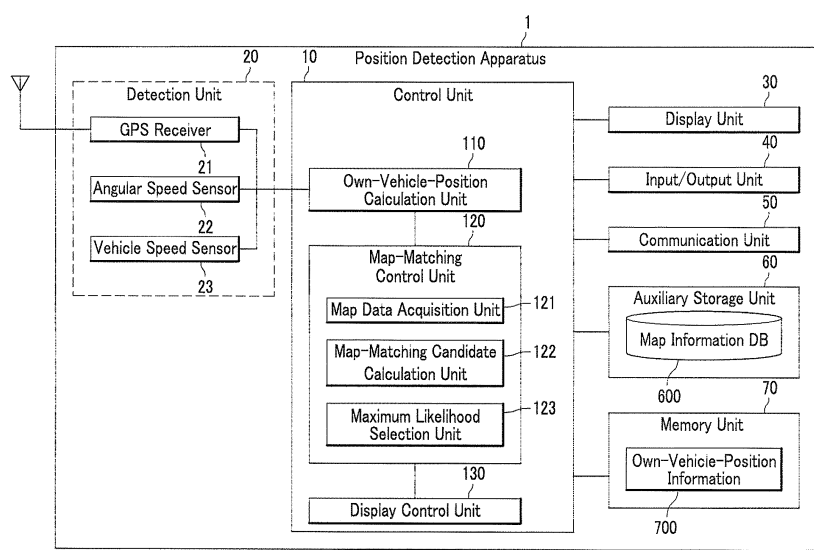 1
Position Detection Apparatus
20
Detection Unit
GPS Receiver
21
Angular Speed Sensor
22
Vehicle Speed Sensor
23
10
Control Unit
110
Own-Vehicle-Position
Calculation Unit
120
Map-Matching
Control Unit
Map Data Acquisition Unit
121
Map-Matching Candidate
Calculation Unit
122
Maximum Likelihood
Selection Unit
123
130
Display Control Unit
30
Display Unit
40
Input/Output Unit
50
Communication Unit
60
Auxiliary Storage Unit
Map Information DB
600
70
Memory Unit
Own-Vehicle-Position
Information
700